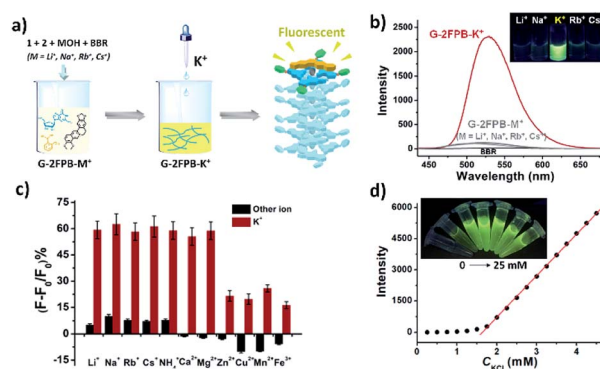 a)
1 + 2 + MOH + BBR
(M = Li⁺, Na⁺, Rb⁺, Cs⁺)
K⁺
Fluorescent
G-2FPB-M⁺
G-2FPB-K⁺
b)
2500
2000
1500
1000
500
0
Intensity
G-2FPB-K⁺
Li⁺ Na⁺ K⁺ Rb⁺ Cs⁺
G-2FPB-M⁺
(M = Li⁺, Na⁺, Rb⁺, Cs⁺)
BBR
450 500 550 600 650
Wavelength (nm)
c)
(F-F₀/F₀)%
75
60
45
30
15
0
-15
Other ion
K⁺
Li⁺ Na⁺ Rb⁺ Cs⁺ NH₄⁺ Ca²⁺ Mg²⁺ Zn²⁺ Cu²⁺ Mn²⁺ Fe³⁺
d)
Intensity
6000
4500
3000
1500
0
0 → 25 mM
1 2 3 4
C_KCl (mM)